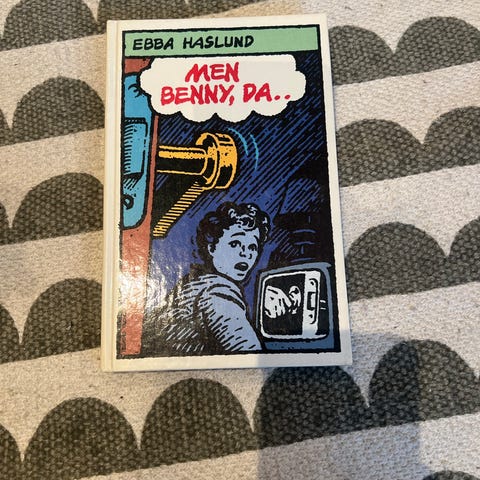 EBBA HASLUND
MEN
BENNY, DA..